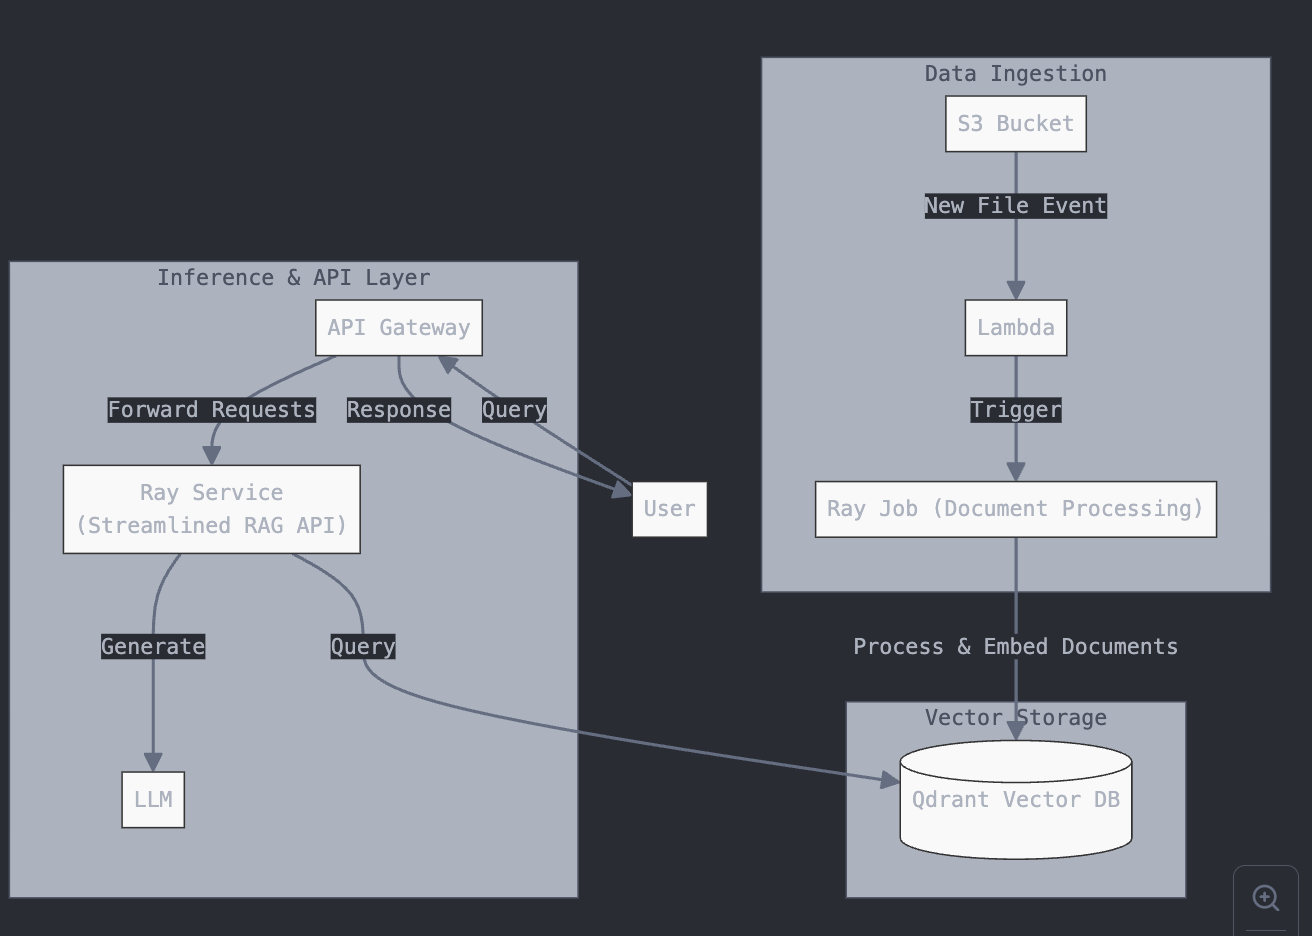 Data Ingestion
S3 Bucket
New File Event
Lambda
Trigger
Ray Job (Document Processing)
Process & Embed Documents
Vector Storage
Qdrant Vector DB
Inference & API Layer
API Gateway
Forward Requests
Response
Query
User
Ray Service
(Streamlined RAG API)
Generate
Query
LLM